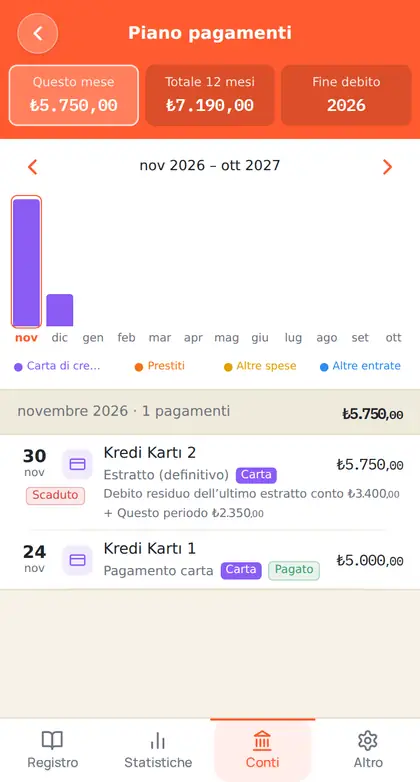 Piano pagamenti
Questo mese
₺5.750,00
Totale 12 mesi
₺7.190,00
Fine debito
2026
nov 2026 – ott 2027
nov dic gen feb mar apr mag giu lug ago set ott
Carta di cre... Prestiti Altre spese Altre entrate
novembre 2026 · 1 pagamenti ₺5.750,00
30 nov
Scaduto
Kredi Kartı 2
Estratto (definitivo) Carta
₺5.750,00
Debito residuo dell’ultimo estratto conto ₺3.400,00
+ Questo periodo ₺2.350,00
24 nov
Kredi Kartı 1
Pagamento carta Carta Pagato
₺5.000,00
Registro Statistiche Conti Altro